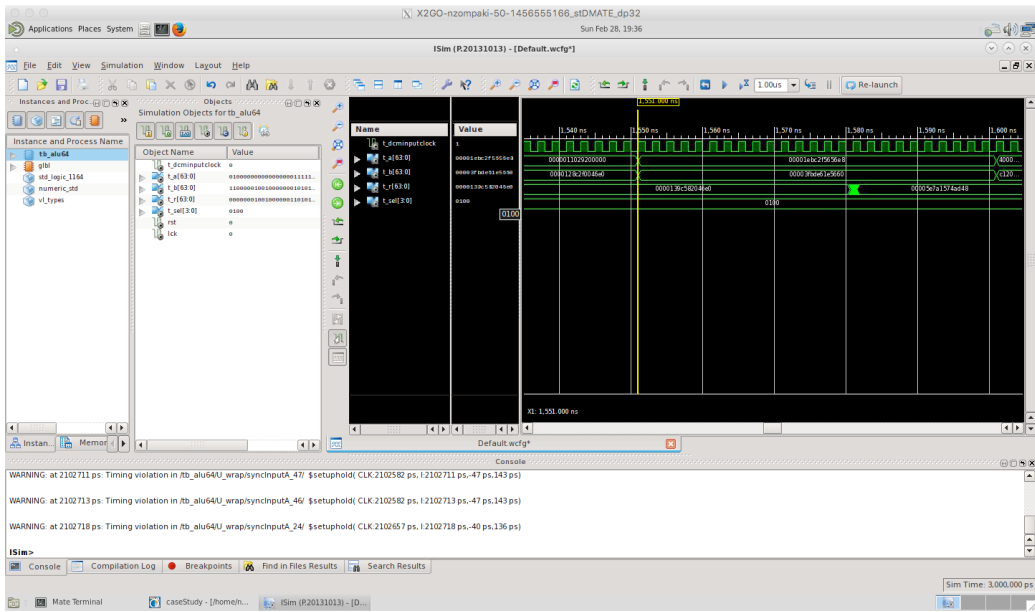 X2GO-nzompaki-50-1456555166_stDMATE_dp32
Applications Places System
Sun Feb 28, 19:36
ISim (P.20131013) - [Default.wcfg*]
File Edit View Simulation Window Layout Help
1.00us
Re-launch
Instances and Proc...
Objects
Simulation Objects for tb_alu64
Instance and Process Name
tb_alu64
glbl
std_logic_1164
numeric_std
vl_types
Object Name Value
t_dcminputclock 0
t_a[63:0] 0100000000000000011111...
t_b[63:0]
t_r[63:0]
t_sel[3:0] 0100
rst 0
lck 0
Name Value
t_dcminputclock 1
t_a[63:0] 00001ebc2f5656e8
t_b[63:0] 00003fbde61e5660
t_r[63:0] 0000139c582046e0
t_sel[3:0] 0100
0100
1,551.000 ns
1,540 ns 1,550 ns 1,560 ns 1,570 ns 1,580 ns 1,590 ns 1,600 ns
0000011029200000 00001ebc2f5656e8 4000...
0000128c2f0046e0 00003fbde61e5660 c120...
0000139c582046e0 00005e7a1574ad48
0100
X1: 1,551.000 ns
Instan... Memor
Default.wcfg*
Console
WARNING: at 2102711 ps: Timing violation in /tb_alu64/U_wrap/syncInputA_47/ $setuphold( CLK:2102582 ps, I:2102711 ps,-47 ps,143 ps)
WARNING: at 2102713 ps: Timing violation in /tb_alu64/U_wrap/syncInputA_46/ $setuphold( CLK:2102582 ps, I:2102713 ps,-47 ps,143 ps)
WARNING: at 2102718 ps: Timing violation in /tb_alu64/U_wrap/syncInputA_24/ $setuphold( CLK:2102657 ps, I:2102718 ps,-40 ps,136 ps)
ISim>
Console Compilation Log Breakpoints Find in Files Results Search Results
Sim Time: 3,000,000 ps
Mate Terminal caseStudy - [/home/n... ISim (P.20131013) - [D...